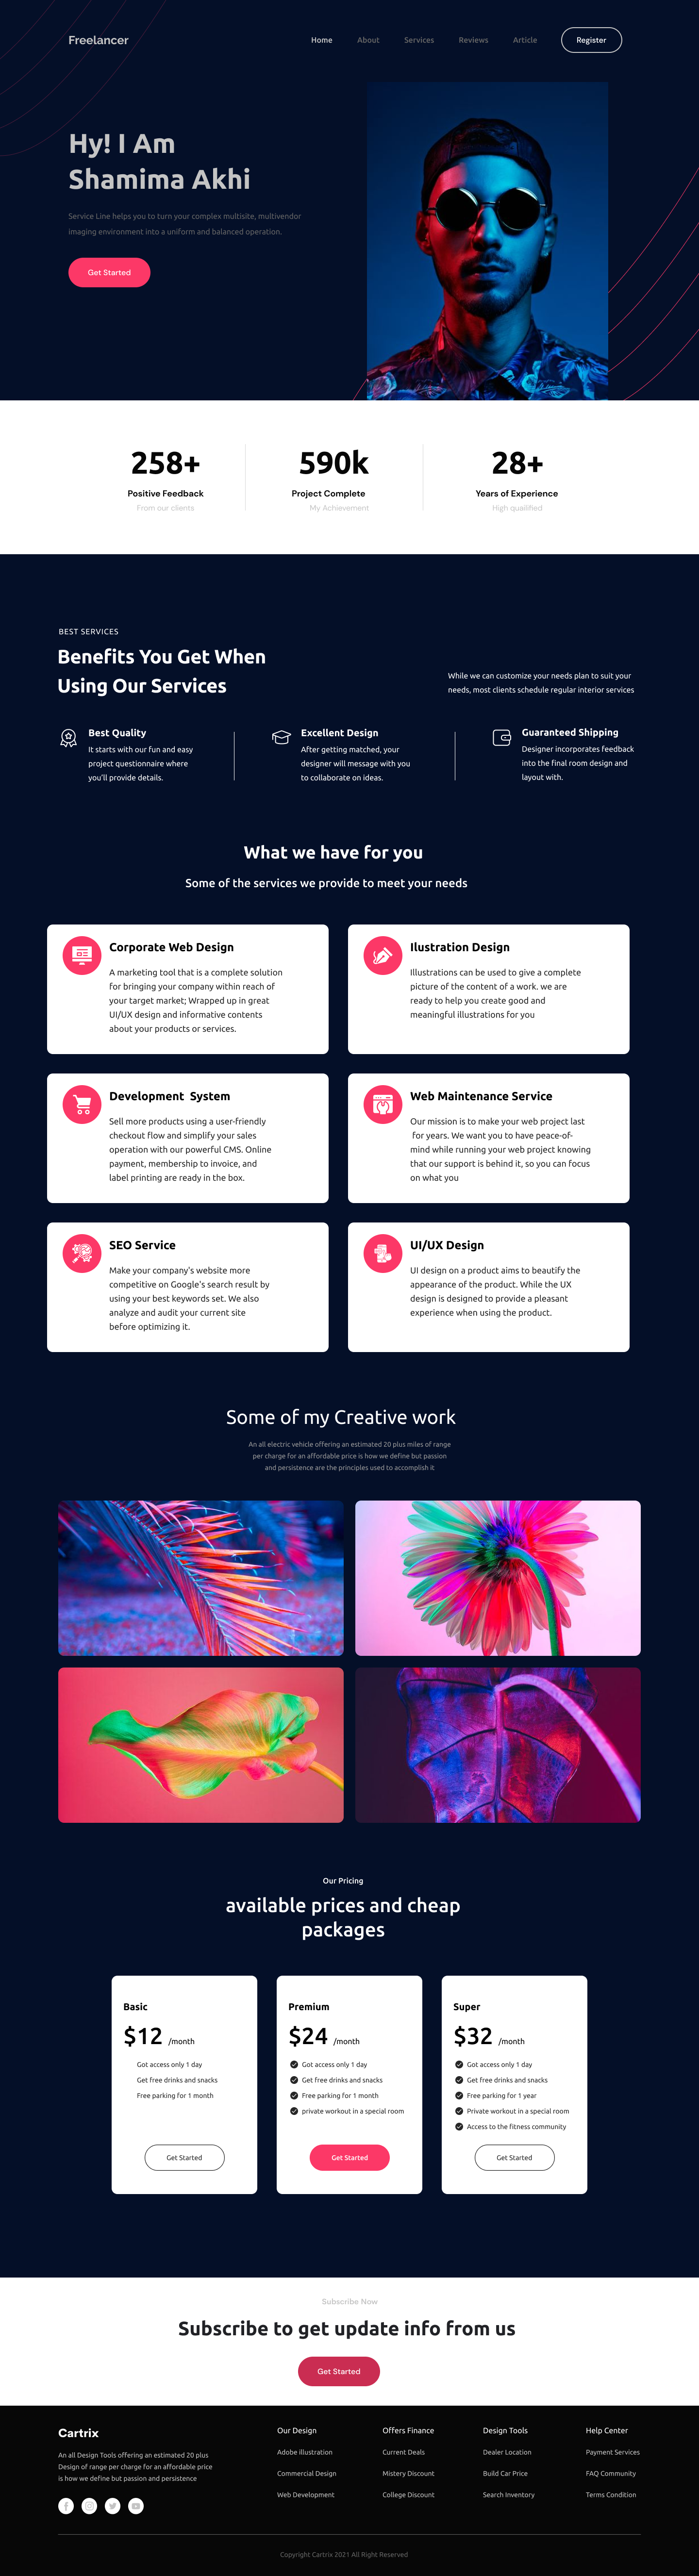 Freelancer
Home
About
Services
Reviews
Article
Register
Hy! I Am
Shamima Akhi
Service Line helps you to turn your complex multisite, multivendor
imaging environment into a uniform and balanced operation.
Get Started
258+
Positive Feedback
From our clients
590k
Project Complete
My Achievement
28+
Years of Experience
High quailified
BEST SERVICES
Benefits You Get When
Using Our Services
While we can customize your needs plan to suit your
needs, most clients schedule regular interior services
Best Quality
It starts with our fun and easy
project questionnaire where
you'll provide details.
Excellent Design
After getting matched, your
designer will message with you
to collaborate on ideas.
Guaranteed Shipping
Designer incorporates feedback
into the final room design and
layout with.
What we have for you
Some of the services we provide to meet your needs
Corporate Web Design
A marketing tool that is a complete solution
for bringing your company within reach of
your target market; Wrapped up in great
UI/UX design and informative contents
about your products or services.
Ilustration Design
Illustrations can be used to give a complete
picture of the content of a work. we are
ready to help you create good and
meaningful illustrations for you
Development System
Sell more products using a user-friendly
checkout flow and simplify your sales
operation with our powerful CMS. Online
payment, membership to invoice, and
label printing are ready in the box.
Web Maintenance Service
Our mission is to make your web project last
for years. We want you to have peace-of-
mind while running your web project knowing
that our support is behind it, so you can focus
on what you
SEO Service
Make your company's website more
competitive on Google's search result by
using your best keywords set. We also
analyze and audit your current site
before optimizing it.
UI/UX Design
UI design on a product aims to beautify the
appearance of the product. While the UX
design is designed to provide a pleasant
experience when using the product.
Some of my Creative work
An all electric vehicle offering an estimated 20 plus miles of range
per charge for an affordable price is how we define but passion
and persistence are the principles used to accomplish it
Our Pricing
available prices and cheap
packages
Basic
$12 /month
Got access only 1 day
Get free drinks and snacks
Free parking for 1 month
Get Started
Premium
$24 /month
Got access only 1 day
Get free drinks and snacks
Free parking for 1 month
private workout in a special room
Get Started
Super
$32 /month
Got access only 1 day
Get free drinks and snacks
Free parking for 1 year
Private workout in a special room
Access to the fitness community
Get Started
Subscribe Now
Subscribe to get update info from us
Get Started
Cartrix
An all Design Tools offering an estimated 20 plus
Design of range per charge for an affordable price
is how we define but passion and persistence
Our Design
Adobe illustration
Commercial Design
Web Development
Offers Finance
Current Deals
Mistery Discount
College Discount
Design Tools
Dealer Location
Build Car Price
Search Inventory
Help Center
Payment Services
FAQ Community
Terms Condition
Copyright Cartrix 2021 All Right Reserved